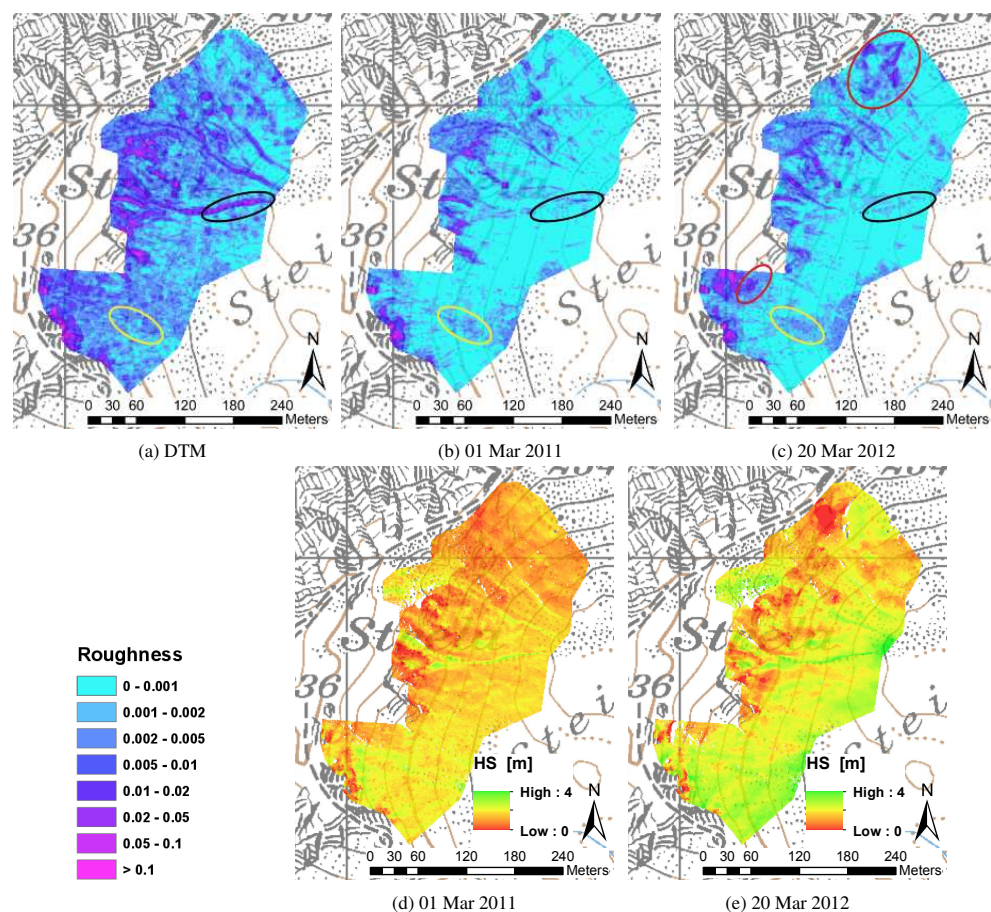 36
St
Stei
N
0 30 60 120 180 240
Meters
(a) DTM
36
St
Stei
N
0 30 60 120 180 240
Meters
(b) 01 Mar 2011
36
St
Stei
N
0 30 60 120 180 240
Meters
(c) 20 Mar 2012
Roughness
0 - 0.001
0.001 - 0.002
0.002 - 0.005
0.005 - 0.01
0.01 - 0.02
0.02 - 0.05
0.05 - 0.1
> 0.1
36
St
Stei
HS [m]
High : 4
Low : 0
N
0 30 60 120 180 240
Meters
(d) 01 Mar 2011
36
St
Stei
HS [m]
High : 4
Low : 0
N
0 30 60 120 180 240
Meters
(e) 20 Mar 2012